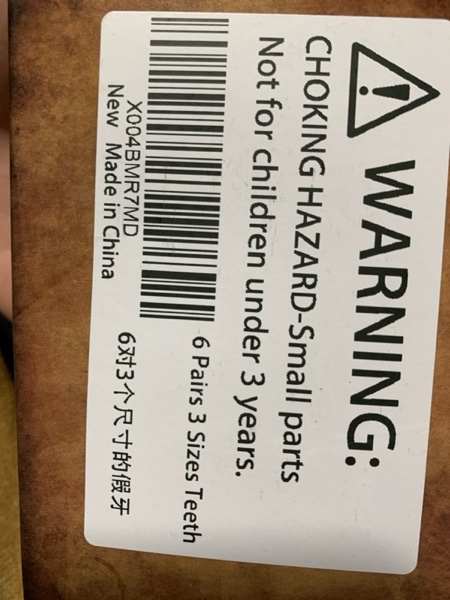 WARNING:
CHOKING HAZARD-Small parts
Not for children under 3 years.
6 Pairs 3 Sizes Teeth
X004BMR7MD
New Made in China
6对3个尺寸的假牙